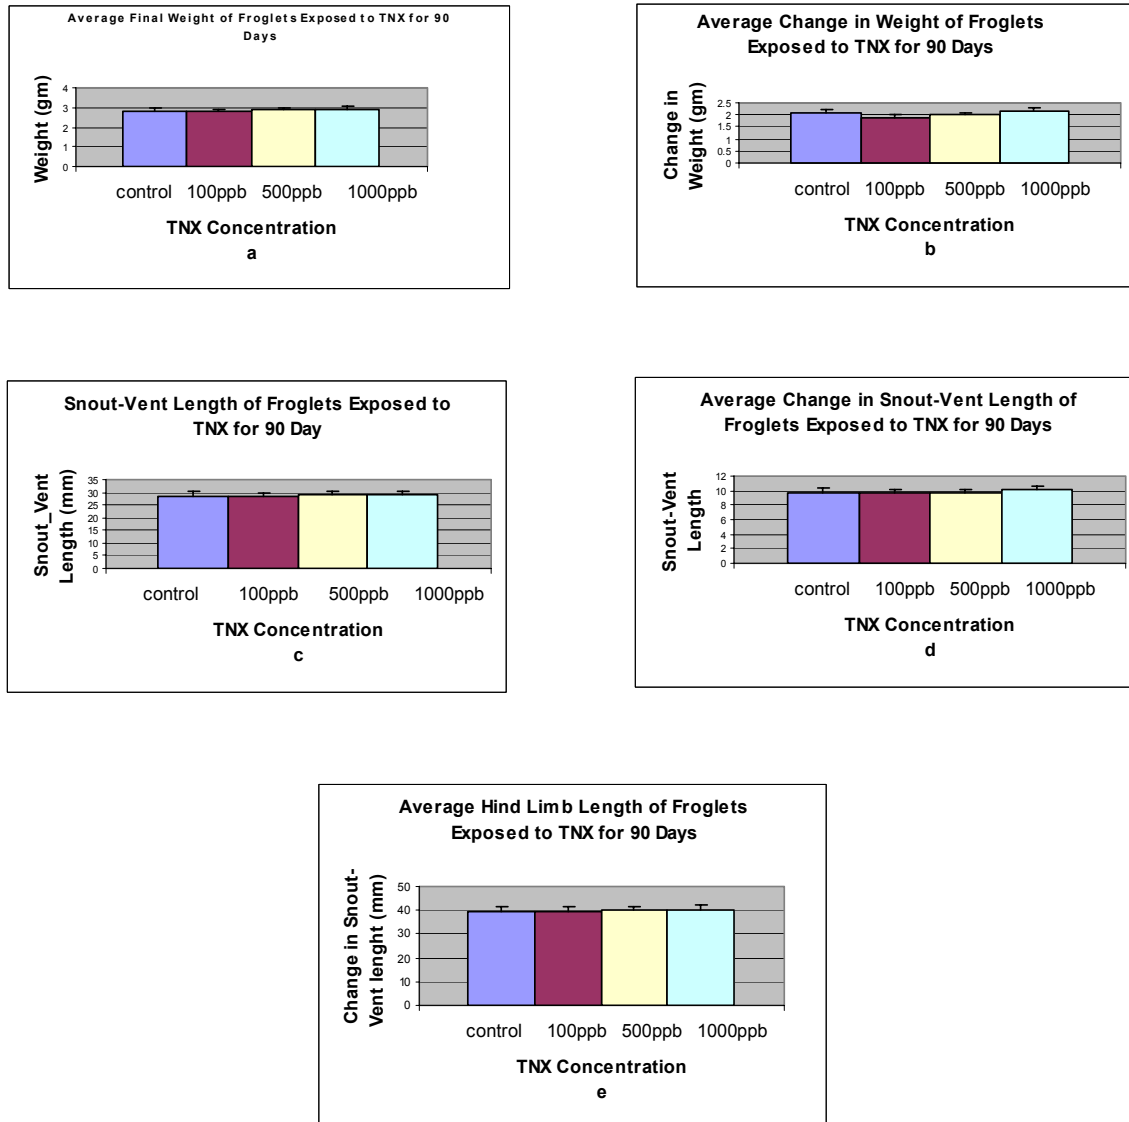 Average Final Weight of Froglets Exposed to TNX for 90
Days
Weight (gm)
4
3
2
1
0
control 100ppb 500ppb 1000ppb
TNX Concentration
a
Average Change in Weight of Froglets
Exposed to TNX for 90 Days
Change in
Weight (gm)
2.5
2
1.5
1
0.5
0
control 100ppb 500ppb 1000ppb
TNX Concentration
b
Snout-Vent Length of Froglets Exposed to
TNX for 90 Day
Snout_Vent
Length (mm)
35
30
25
20
15
10
5
0
control 100ppb 500ppb 1000ppb
TNX Concentration
c
Average Change in Snout-Vent Length of
Froglets Exposed to TNX for 90 Days
Snout-Vent
Length
12
10
8
6
4
2
0
control 100ppb 500ppb 1000ppb
TNX Concentration
d
Average Hind Limb Length of Froglets
Exposed to TNX for 90 Days
Change in Snout-
Vent lenght (mm)
50
40
30
20
10
0
control 100ppb 500ppb 1000ppb
TNX Concentration
e